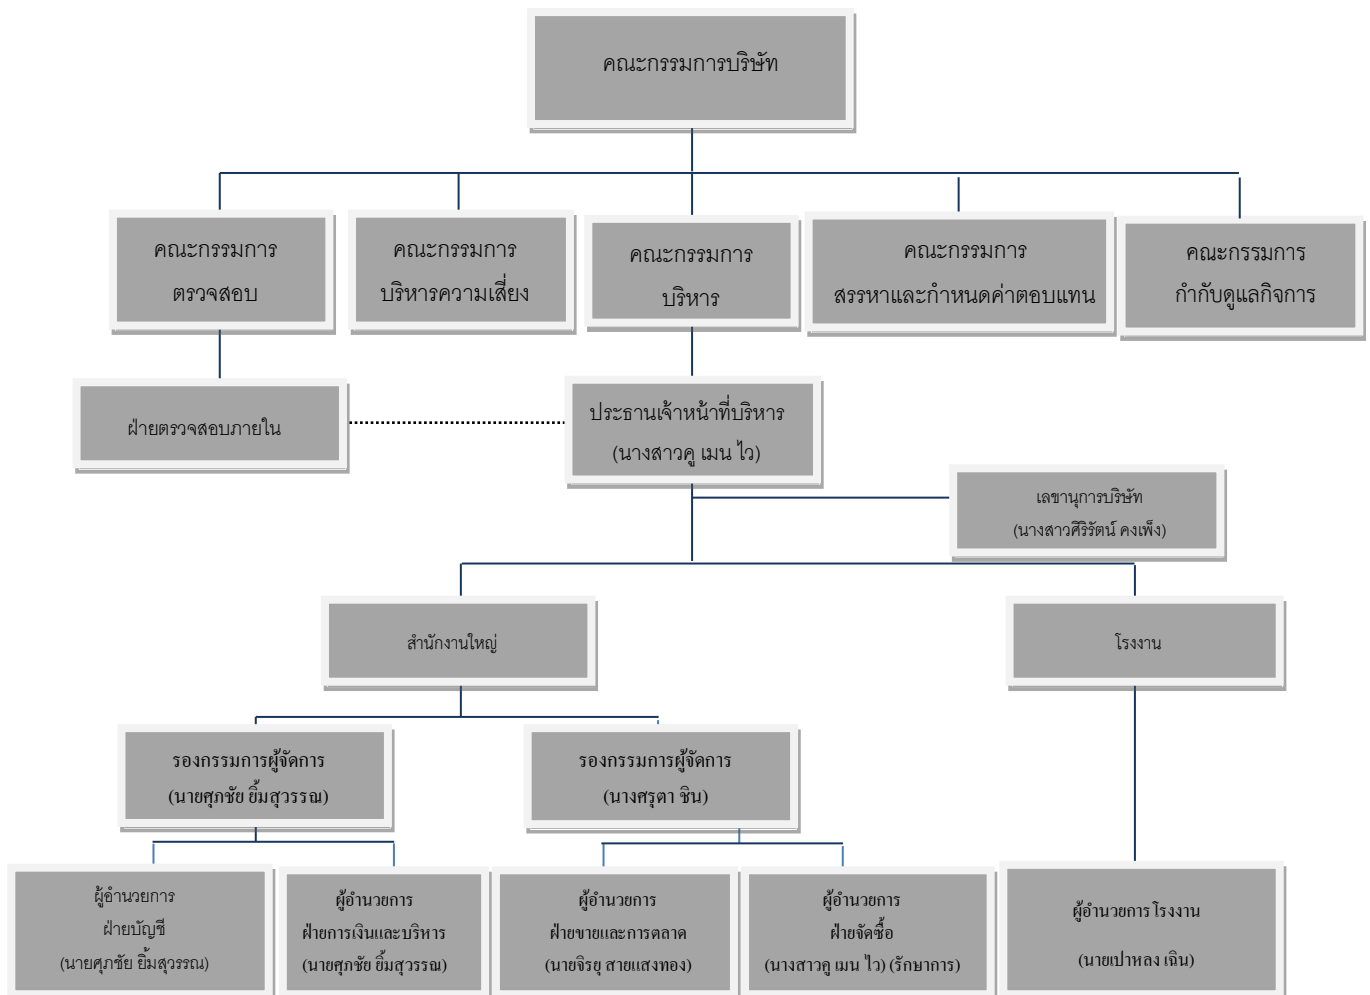 คณะกรรมการบริษัท
คณะกรรมการ
ตรวจสอบ
คณะกรรมการ
บริหารความเสี่ยง
คณะกรรมการ
บริหาร
คณะกรรมการ
สรรหาและกำหนดค่าตอบแทน
คณะกรรมการ
กำกับดูแลกิจการ
ฝ่ายตรวจสอบภายใน
ประธานเจ้าหน้าที่บริหาร
(นางสาวคู เมน ไว)
เลขานุการบริษัท
(นางสาวศิริรัตน์ คงเพ็ง)
สำนักงานใหญ่
โรงงาน
รองกรรมการผู้จัดการ
(นายศุภชัย ยิ้มสุวรรณ)
รองกรรมการผู้จัดการ
(นางศรุตา ชิน)
ผู้อำนวยการ
ฝ่ายบัญชี
(นายศุภชัย ยิ้มสุวรรณ)
ผู้อำนวยการ
ฝ่ายการเงินและบริหาร
(นายศุภชัย ยิ้มสุวรรณ)
ผู้อำนวยการ
ฝ่ายขายและการตลาด
(นายจิรยุ สายแสงทอง)
ผู้อำนวยการ
ฝ่ายจัดซื้อ
(นางสาวคู เมน ไว) (รักษาการ)
ผู้อำนวยการโรงงาน
(นายเปาหลง เฉิน)